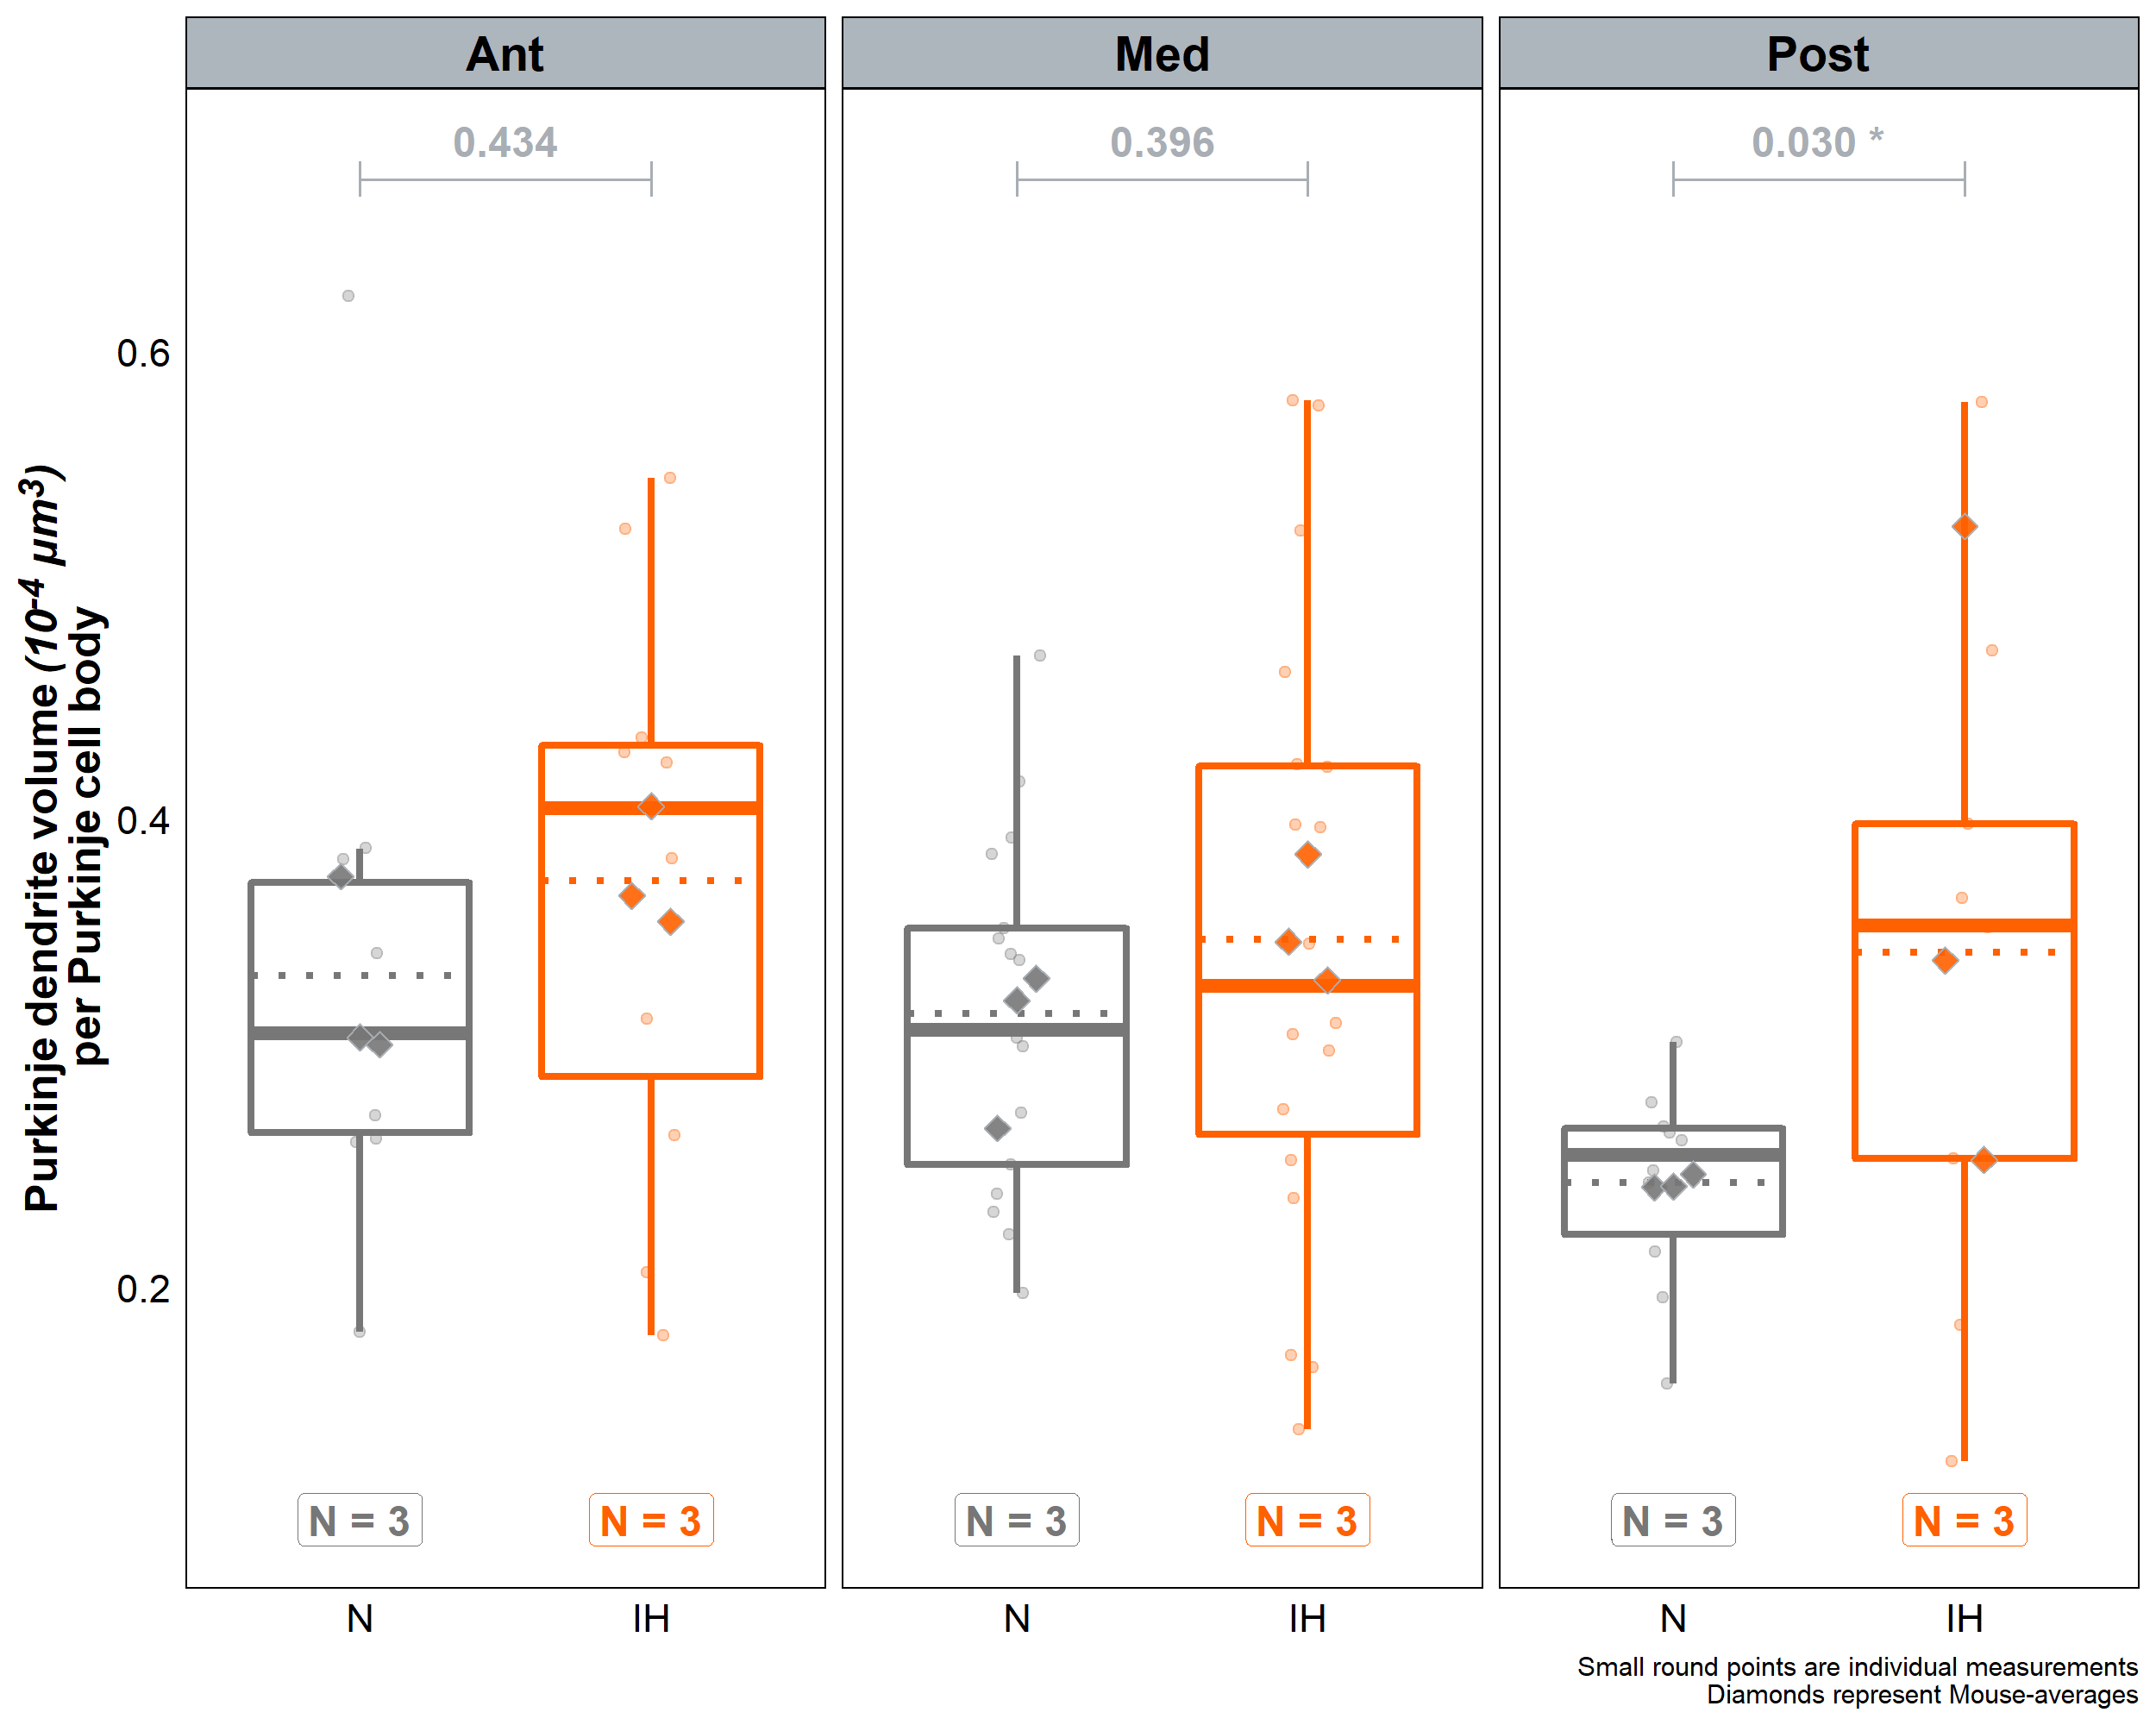 Ant Med Post
0.434 0.396 0.030 *
0.6
0.4
0.2
Purkinje dendrite volume (10⁻⁴ µm³)
per Purkinje cell body
N = 3 N = 3 N = 3 N = 3 N = 3 N = 3
N IH N IH N IH
Small round points are individual measurements
Diamonds represent Mouse-averages